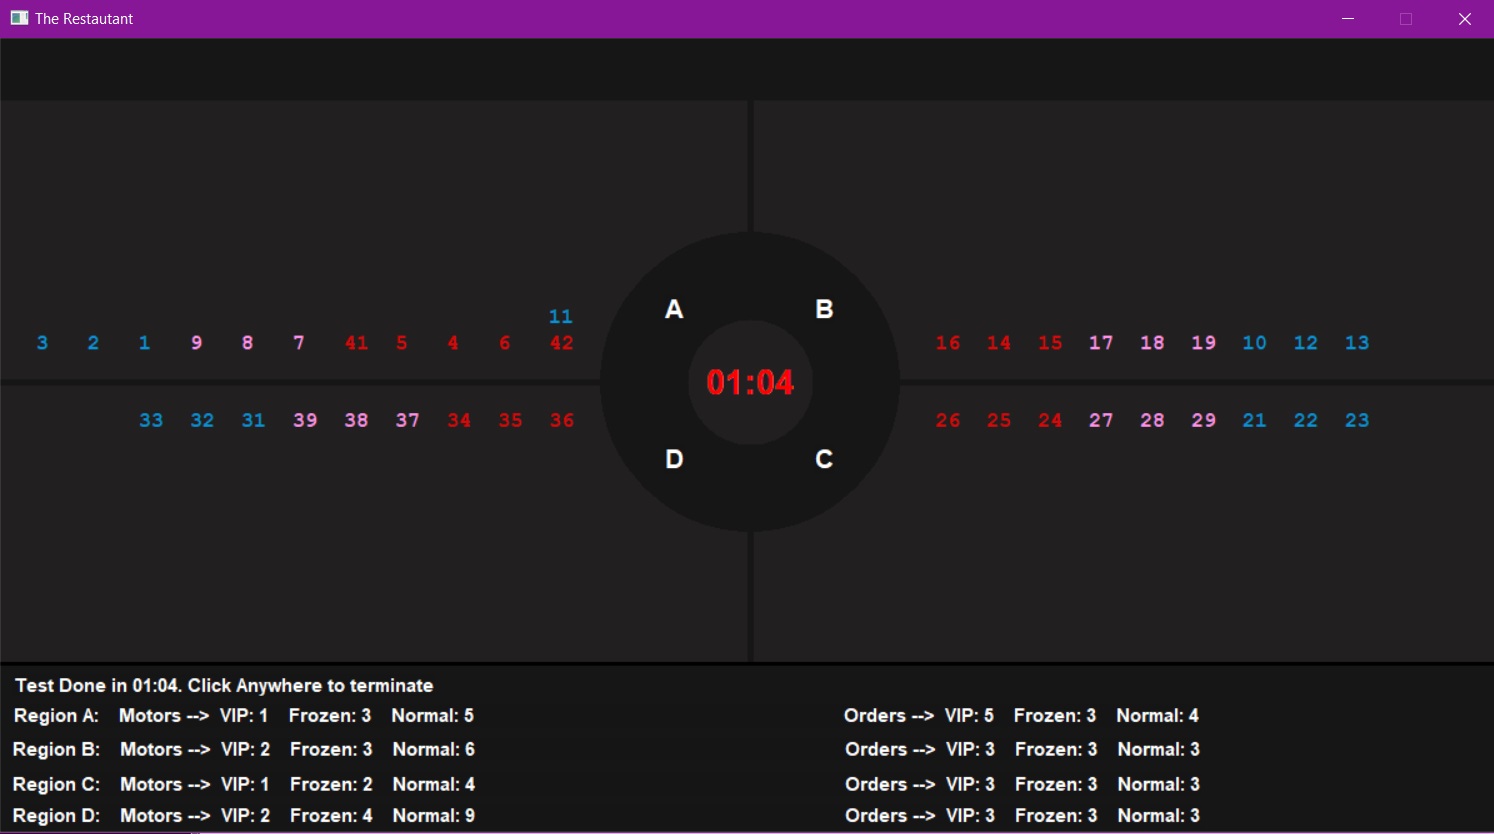 The Restautant
A B
11
3 2 1 9 8 7 41 5 4 6 42
16 14 15 17 18 19 10 12 13
01:04
33 32 31 39 38 37 34 35 36
26 25 24 27 28 29 21 22 23
D C
Test Done in 01:04. Click Anywhere to terminate
Region A: Motors --> VIP: 1 Frozen: 3 Normal: 5 Orders --> VIP: 5 Frozen: 3 Normal: 4
Region B: Motors --> VIP: 2 Frozen: 3 Normal: 6 Orders --> VIP: 3 Frozen: 3 Normal: 3
Region C: Motors --> VIP: 1 Frozen: 2 Normal: 4 Orders --> VIP: 3 Frozen: 3 Normal: 3
Region D: Motors --> VIP: 2 Frozen: 4 Normal: 9 Orders --> VIP: 3 Frozen: 3 Normal: 3